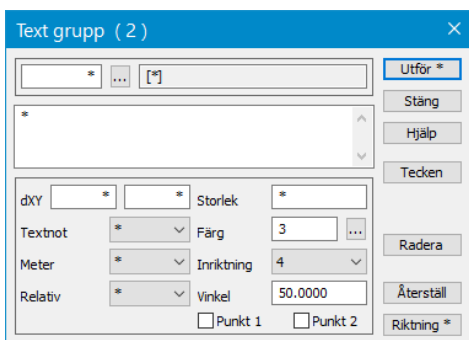 Text grupp ( 2 )
* ... [*] Utför *
Stäng
* Hjälp
Tecken
dXY * * Storlek *
Textnot * Färg 3 ...
Radera
Meter * Inriktning 4
Relativ * Vinkel 50.0000 Återställ
Punkt 1 Punkt 2 Riktning *